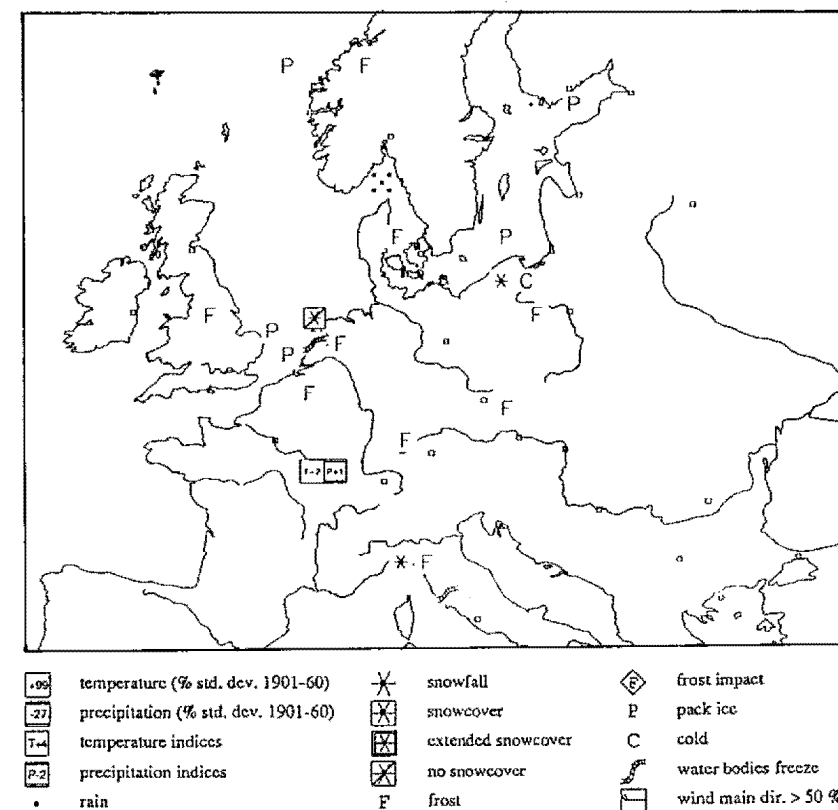 P F
P
F P
C
F F
P
P F
F
F
F
T-2 P+1
F
+99 temperature (% std. dev. 1901-60)
-27 precipitation (% std. dev. 1901-60)
T+4 temperature indices
P-2 precipitation indices
rain
snowfall
snowcover
extended snowcover
no snowcover
F frost
F frost impact
P pack ice
C cold
water bodies freeze
wind main dir. > 50 %